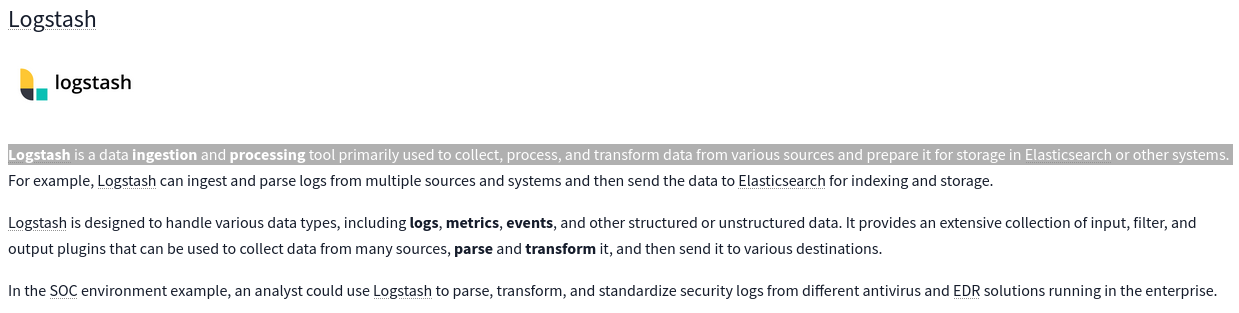 Logstash
logstash
Logstash is a data ingestion and processing tool primarily used to collect, process, and transform data from various sources and prepare it for storage in Elasticsearch or other systems.
For example, Logstash can ingest and parse logs from multiple sources and systems and then send the data to Elasticsearch for indexing and storage.
Logstash is designed to handle various data types, including logs, metrics, events, and other structured or unstructured data. It provides an extensive collection of input, filter, and
output plugins that can be used to collect data from many sources, parse and transform it, and then send it to various destinations.
In the SOC environment example, an analyst could use Logstash to parse, transform, and standardize security logs from different antivirus and EDR solutions running in the enterprise.